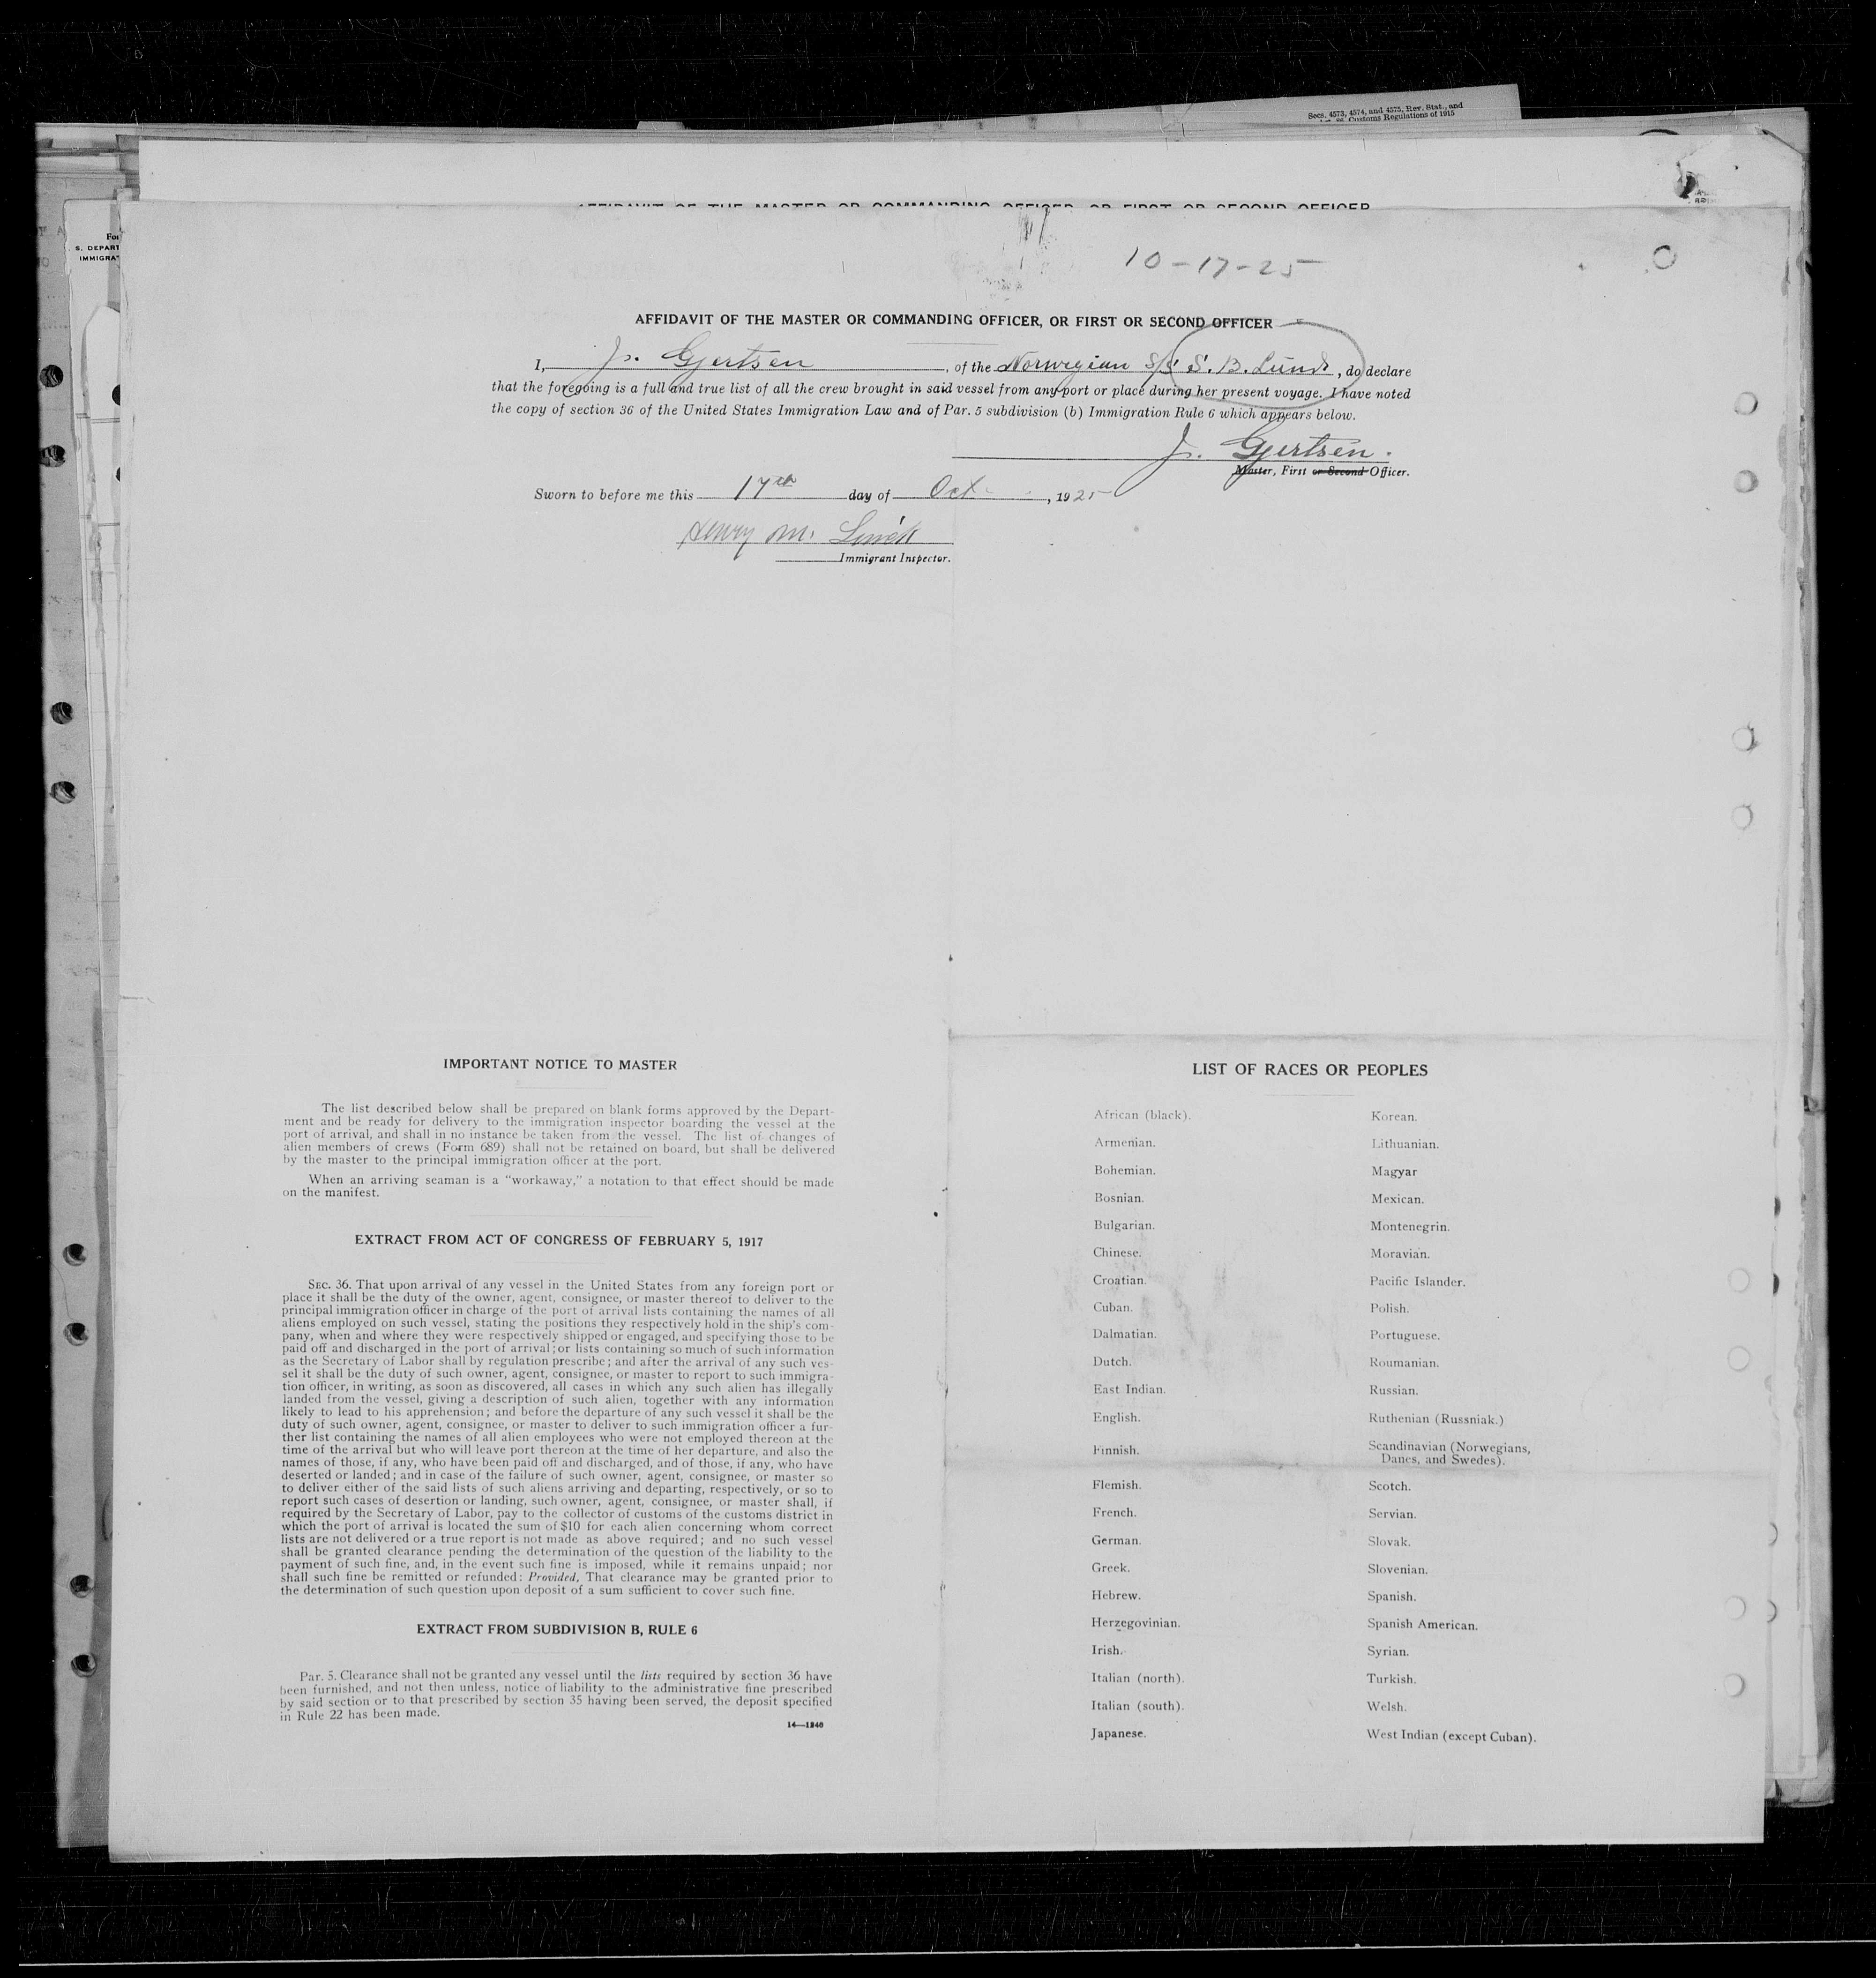 Secs. 4573, 4574, and 4575, Rev. Stat., and
Customs Regulations of 1915
AFFIDAVIT OF THE MASTER OR COMMANDING OFFICER, OR FIRST OR SECOND OFFICER
For
S. DEPART
IMMIGRA
10-17-25
AFFIDAVIT OF THE MASTER OR COMMANDING OFFICER, OR FIRST OR SECOND OFFICER
I, Js. Gjertsen, of the Norwegian S/S S. B. Lund, do declare
that the foregoing is a full and true list of all the crew brought in said vessel from any port or place during her present voyage. I have noted
the copy of section 36 of the United States Immigration Law and of Par. 5 subdivision (b) Immigration Rule 6 which appears below.
Js. Gjertsen.
Master, First or Second Officer.
Sworn to before me this 17th day of Oct., 1925
Henry M.
Immigrant Inspector.
IMPORTANT NOTICE TO MASTER
The list described below shall be prepared on blank forms approved by the Depart-
ment and be ready for delivery to the immigration inspector boarding the vessel at the
port of arrival, and shall in no instance be taken from the vessel. The list of changes of
alien members of crews (Form 689) shall not be retained on board, but shall be delivered
by the master to the principal immigration officer at the port.
When an arriving seaman is a "workaway," a notation to that effect should be made
on the manifest.
EXTRACT FROM ACT OF CONGRESS OF FEBRUARY 5, 1917
SEC. 36. That upon arrival of any vessel in the United States from any foreign port or
place it shall be the duty of the owner, agent, consignee, or master thereof to deliver to the
principal immigration officer in charge of the port of arrival lists containing the names of all
aliens employed on such vessel, stating the positions they respectively hold in the ship's com-
pany, when and where they were respectively shipped or engaged, and specifying those to be
paid off and discharged in the port of arrival; or lists containing so much of such information
as the Secretary of Labor shall by regulation prescribe; and after the arrival of any such ves-
sel it shall be the duty of such owner, agent, consignee, or master to report to such immigra-
tion officer, in writing, as soon as discovered, all cases in which any such alien has illegally
landed from the vessel, giving a description of such alien, together with any information
likely to lead to his apprehension; and before the departure of any such vessel it shall be the
duty of such owner, agent, consignee, or master to deliver to such immigration officer a fur-
ther list containing the names of all alien employees who were not employed thereon at the
time of the arrival but who will leave port thereon at the time of her departure, and also the
names of those, if any, who have been paid off and discharged, and of those, if any, who have
deserted or landed; and in case of the failure of such owner, agent, consignee, or master so
to deliver either of the said lists of such aliens arriving and departing, respectively, or so to
report such cases of desertion or landing, such owner, agent, consignee, or master shall, if
required by the Secretary of Labor, pay to the collector of customs of the customs district in
which the port of arrival is located the sum of $10 for each alien concerning whom correct
lists are not delivered or a true report is not made as above required; and no such vessel
shall be granted clearance pending the determination of the question of the liability to the
payment of such fine, and, in the event such fine is imposed, while it remains unpaid; nor
shall such fine be remitted or refunded: Provided, That clearance may be granted prior to
the determination of such question upon deposit of a sum sufficient to cover such fine.
EXTRACT FROM SUBDIVISION B, RULE 6
Par. 5. Clearance shall not be granted any vessel until the lists required by section 36 have
been furnished, and not then unless, notice of liability to the administrative fine prescribed
by said section or to that prescribed by section 35 having been served, the deposit specified
in Rule 22 has been made.
14—1240
LIST OF RACES OR PEOPLES
African (black).
Armenian.
Bohemian.
Bosnian.
Bulgarian.
Chinese.
Croatian.
Cuban.
Dalmatian.
Dutch.
East Indian.
English.
Finnish.
Flemish.
French.
German.
Greek.
Hebrew.
Herzegovinian.
Irish.
Italian (north).
Italian (south).
Japanese.
Korean.
Lithuanian.
Magyar
Mexican.
Montenegrin.
Moravian.
Pacific Islander.
Polish.
Portuguese.
Roumanian.
Russian.
Ruthenian (Russniak.)
Scandinavian (Norwegians,
Danes, and Swedes).
Scotch.
Servian.
Slovak.
Slovenian.
Spanish.
Spanish American.
Syrian.
Turkish.
Welsh.
West Indian (except Cuban).